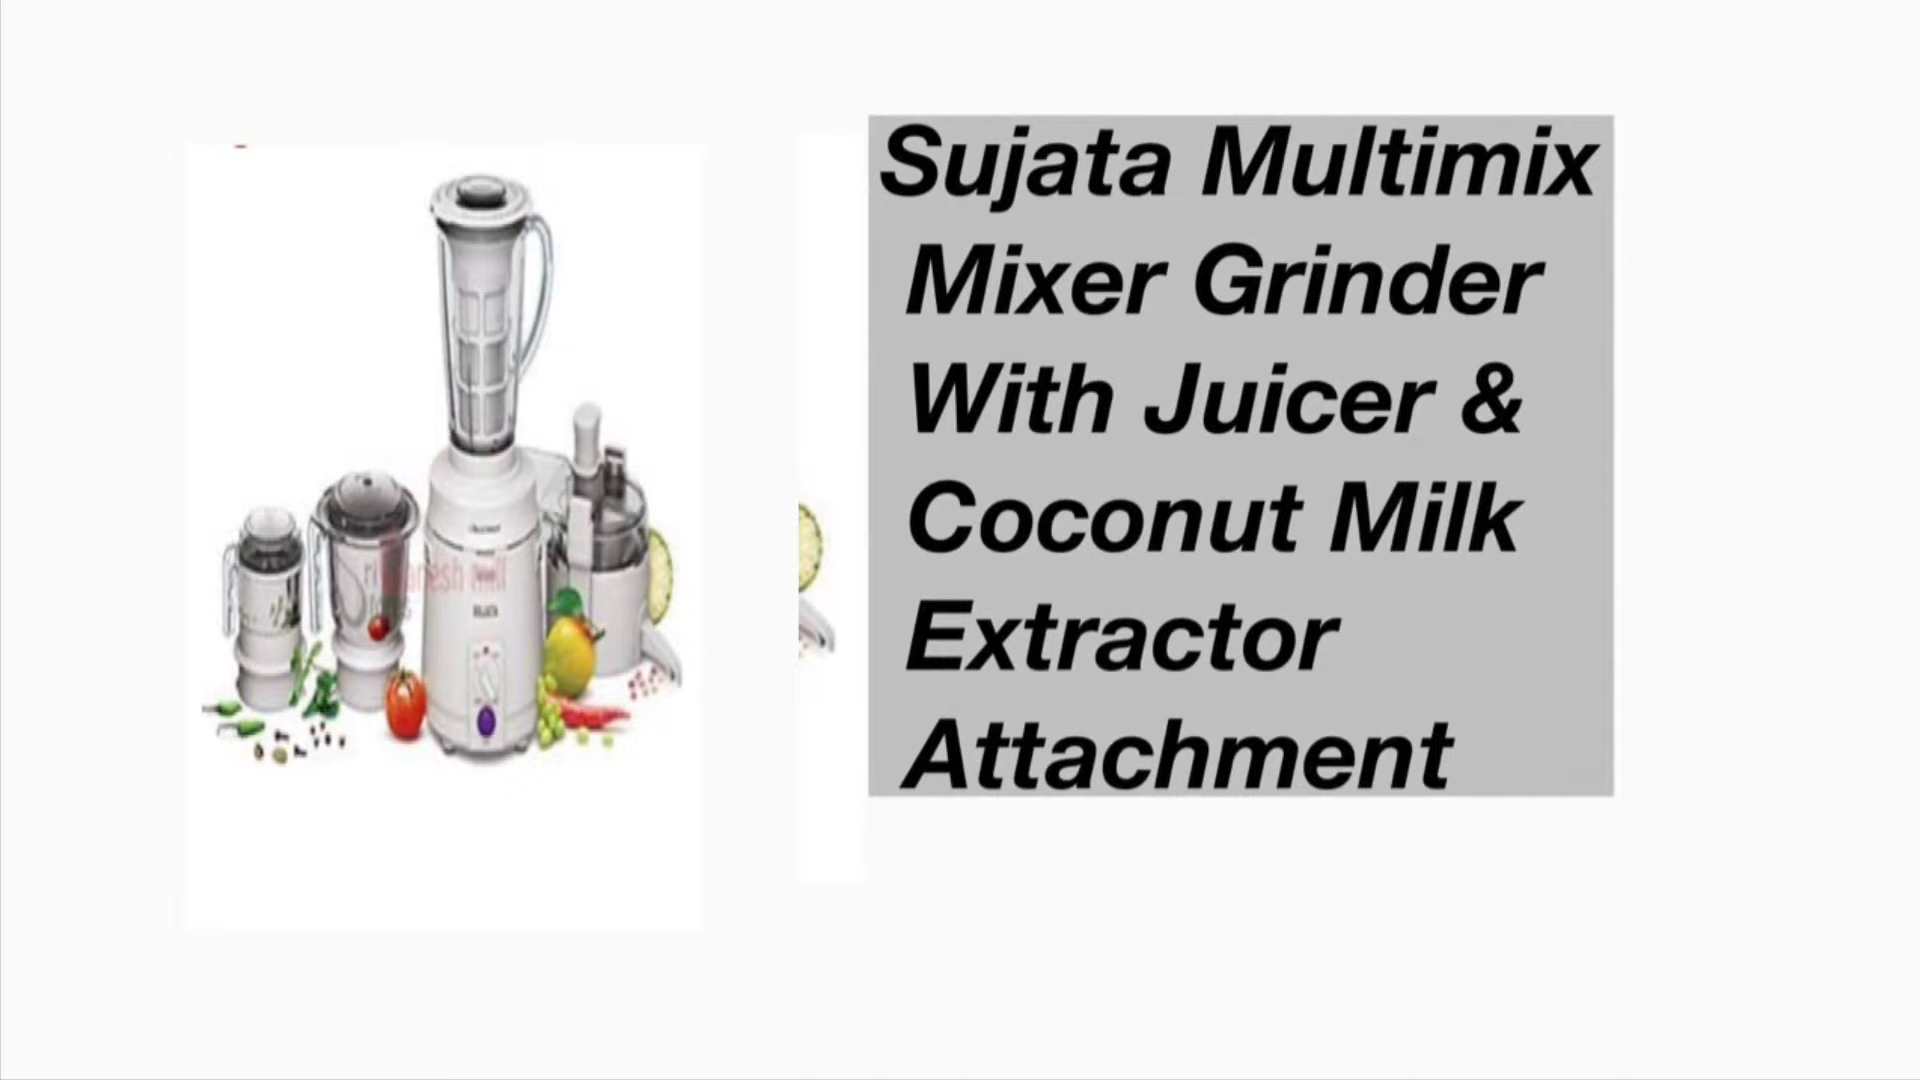 Sujata Multimix
Mixer Grinder
With Juicer &
Coconut Milk
Extractor
Attachment